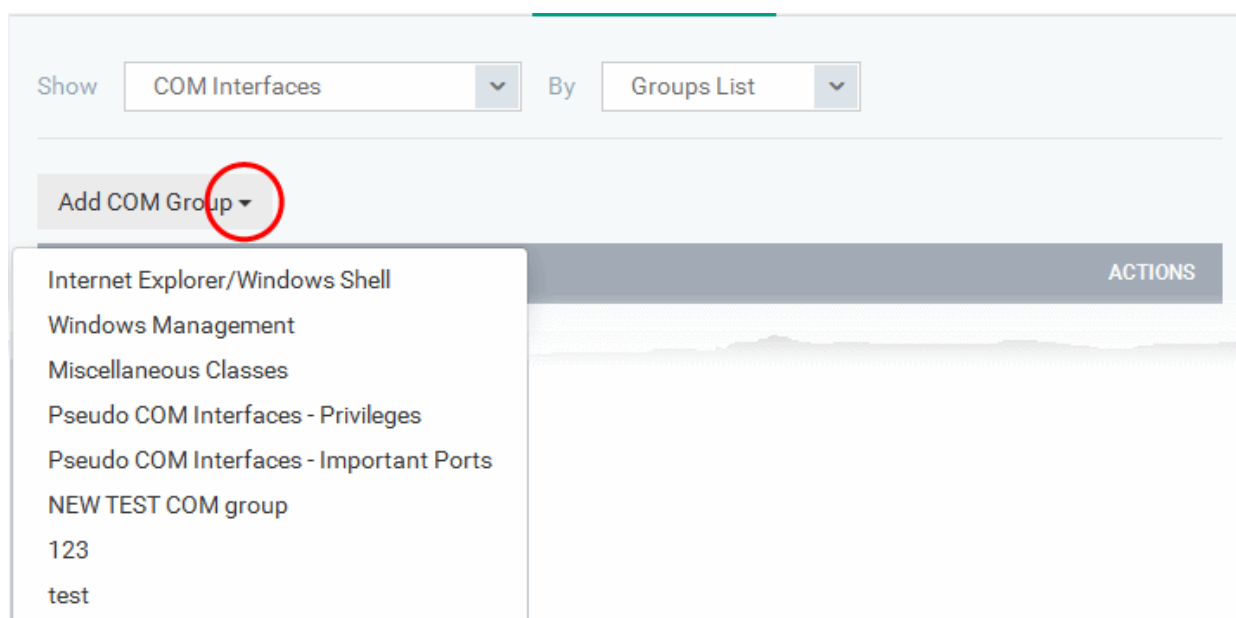 Show COM Interfaces By Groups List
Add COM Group
ACTIONS
Internet Explorer/Windows Shell
Windows Management
Miscellaneous Classes
Pseudo COM Interfaces - Privileges
Pseudo COM Interfaces - Important Ports
NEW TEST COM group
123
test